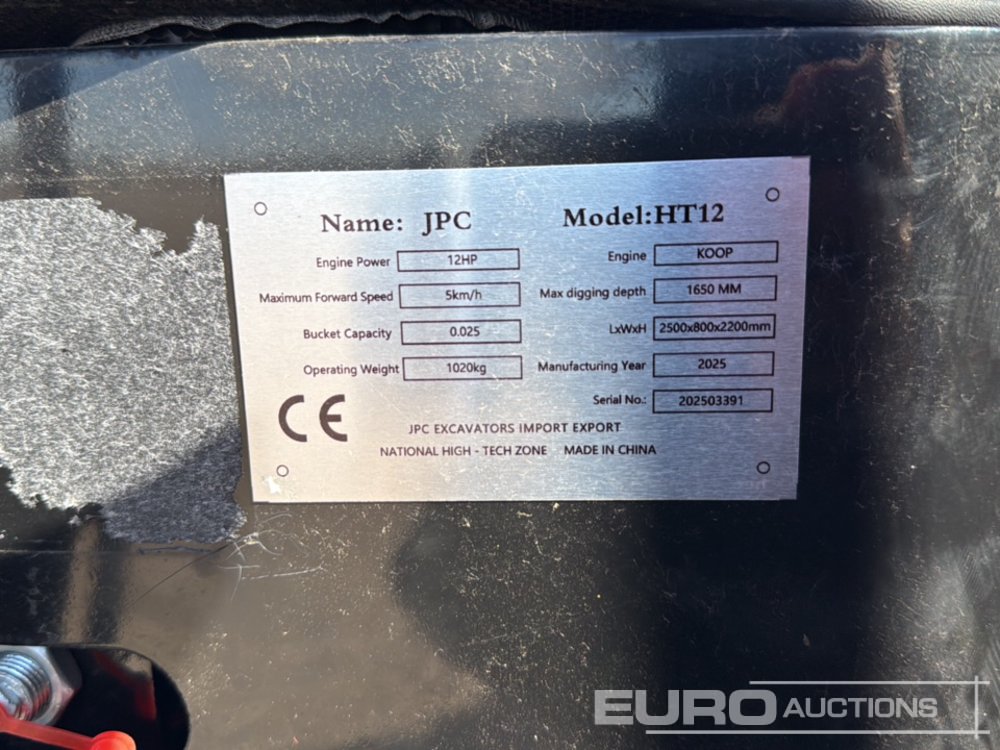 Name: JPC Model:HT12
Engine Power 12HP Engine KOOP
Maximum Forward Speed 5km/h Max digging depth 1650 MM
Bucket Capacity 0.025 LxWxH 2500x800x2200mm
Operating Weight 1020kg Manufacturing Year 2025
Serial No.: 202503391
CE
JPC EXCAVATORS IMPORT EXPORT
NATIONAL HIGH - TECH ZONE MADE IN CHINA
EURO AUCTIONS